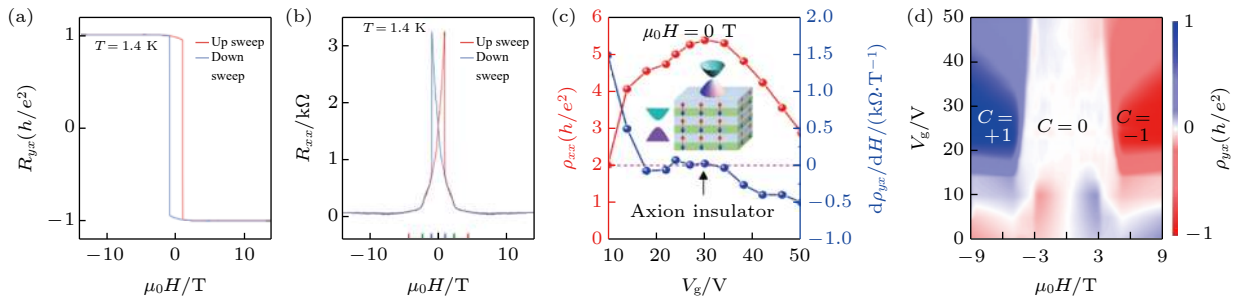 (a)
1
0
−1
−10
0
10
R_yx(h/e²)
μ₀H/T
T = 1.4 K
Up sweep
Down sweep
(b)
3
2
1
0
−10
0
10
R_xx/kΩ
μ₀H/T
T = 1.4 K
Up sweep
Down
sweep
(c)
6
5
4
3
2
1
0
ρ_xx(h/e²)
μ₀H = 0 T
Axion insulator
10
20
30
40
50
V_g/V
2.0
1.5
1.0
0.5
0
−0.5
−1.0
dρ_yx/dH/(kΩ·T⁻¹)
(d)
50
40
30
20
10
0
V_g/V
C =
+1
C = 0
C =
−1
−9
−3
3
9
μ₀H/T
1
0
−1
ρ_yx(h/e²)